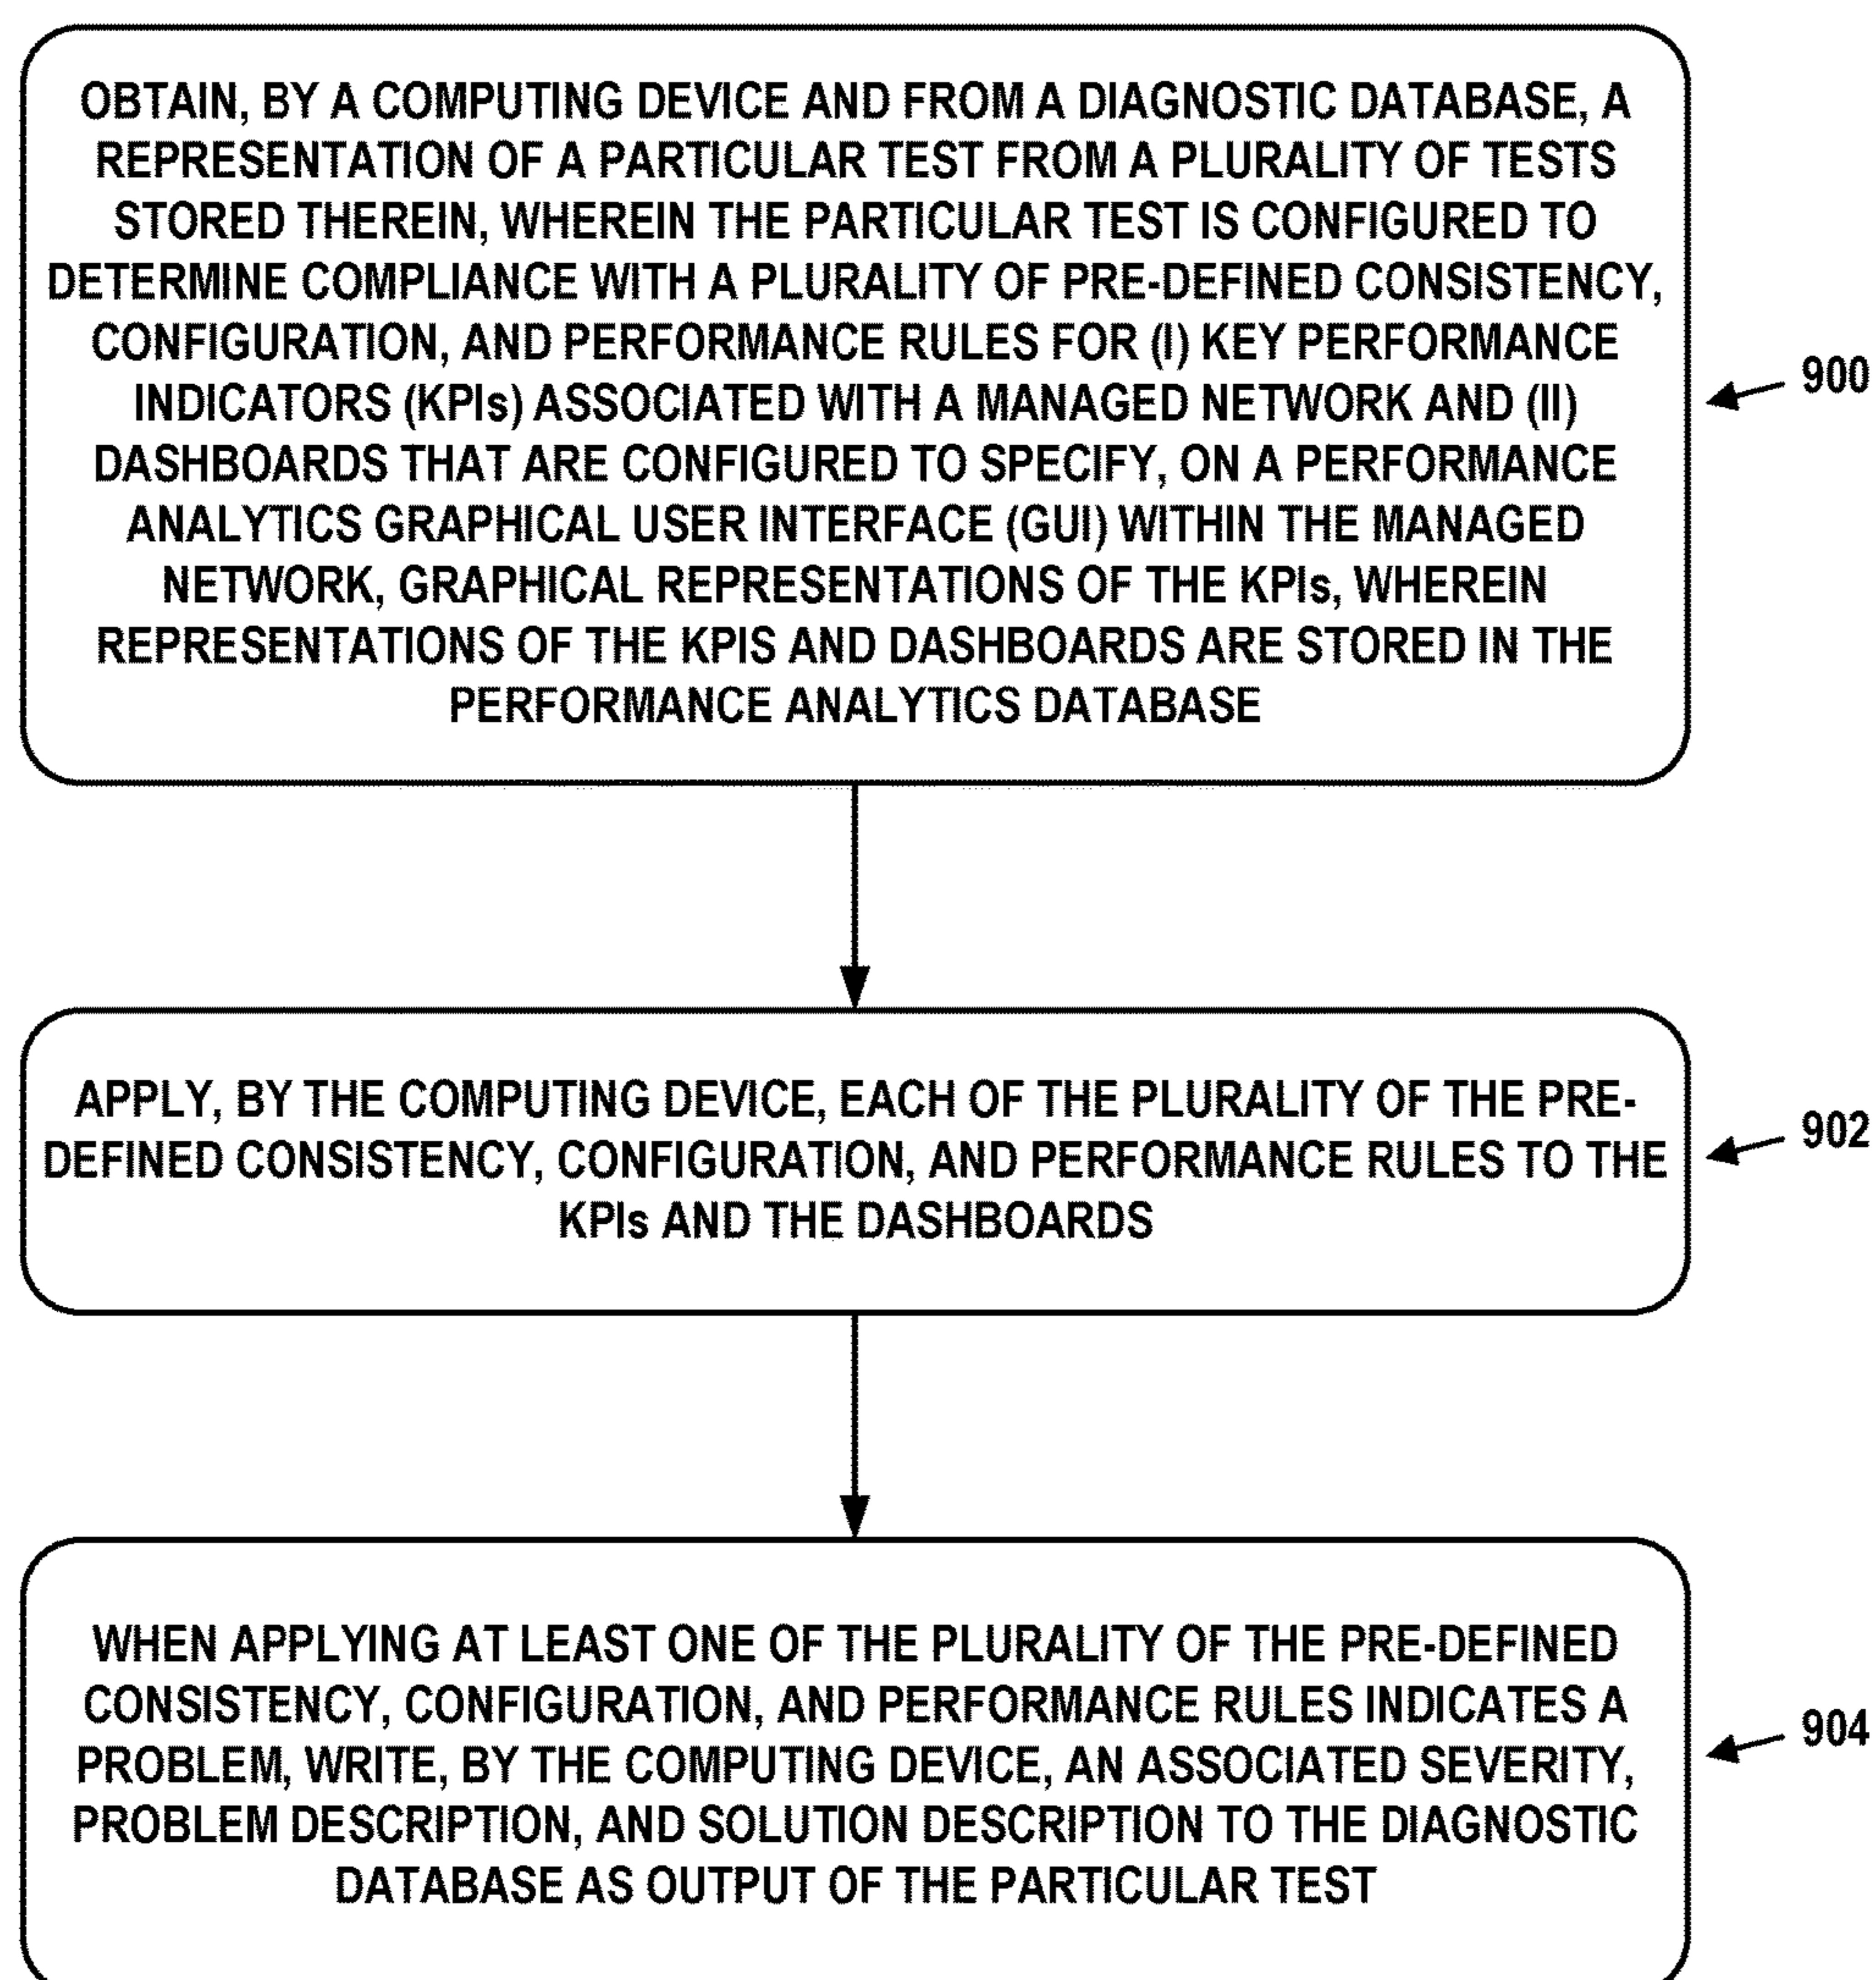 OBTAIN, BY A COMPUTING DEVICE AND FROM A DIAGNOSTIC DATABASE, A
REPRESENTATION OF A PARTICULAR TEST FROM A PLURALITY OF TESTS
STORED THEREIN, WHEREIN THE PARTICULAR TEST IS CONFIGURED TO
DETERMINE COMPLIANCE WITH A PLURALITY OF PRE-DEFINED CONSISTENCY,
CONFIGURATION, AND PERFORMANCE RULES FOR (I) KEY PERFORMANCE
INDICATORS (KPIs) ASSOCIATED WITH A MANAGED NETWORK AND (II)
DASHBOARDS THAT ARE CONFIGURED TO SPECIFY, ON A PERFORMANCE
ANALYTICS GRAPHICAL USER INTERFACE (GUI) WITHIN THE MANAGED
NETWORK, GRAPHICAL REPRESENTATIONS OF THE KPIs, WHEREIN
REPRESENTATIONS OF THE KPIS AND DASHBOARDS ARE STORED IN THE
PERFORMANCE ANALYTICS DATABASE
900
APPLY, BY THE COMPUTING DEVICE, EACH OF THE PLURALITY OF THE PRE-
DEFINED CONSISTENCY, CONFIGURATION, AND PERFORMANCE RULES TO THE
KPIs AND THE DASHBOARDS
902
WHEN APPLYING AT LEAST ONE OF THE PLURALITY OF THE PRE-DEFINED
CONSISTENCY, CONFIGURATION, AND PERFORMANCE RULES INDICATES A
PROBLEM, WRITE, BY THE COMPUTING DEVICE, AN ASSOCIATED SEVERITY,
PROBLEM DESCRIPTION, AND SOLUTION DESCRIPTION TO THE DIAGNOSTIC
DATABASE AS OUTPUT OF THE PARTICULAR TEST
904